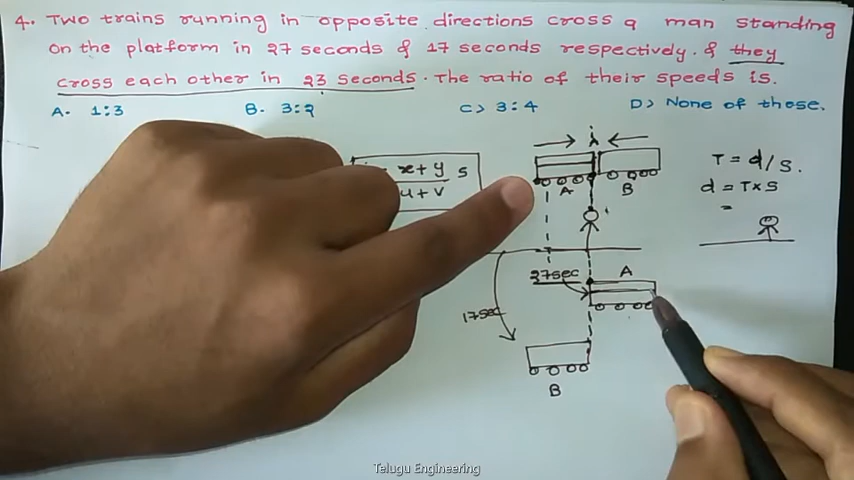 4. Two trains running in opposite directions cross a man standing
on the platform in 27 seconds & 17 seconds respectively. & they
cross each other in 23 seconds. The ratio of their speeds is.
A. 1:3 B. 3:2 C> 3:4 D> None of these.
x+y
u+v
s
A B
T = d/s.
d = T×s
=
27sec
A
17sec
B
Telugu Engineering